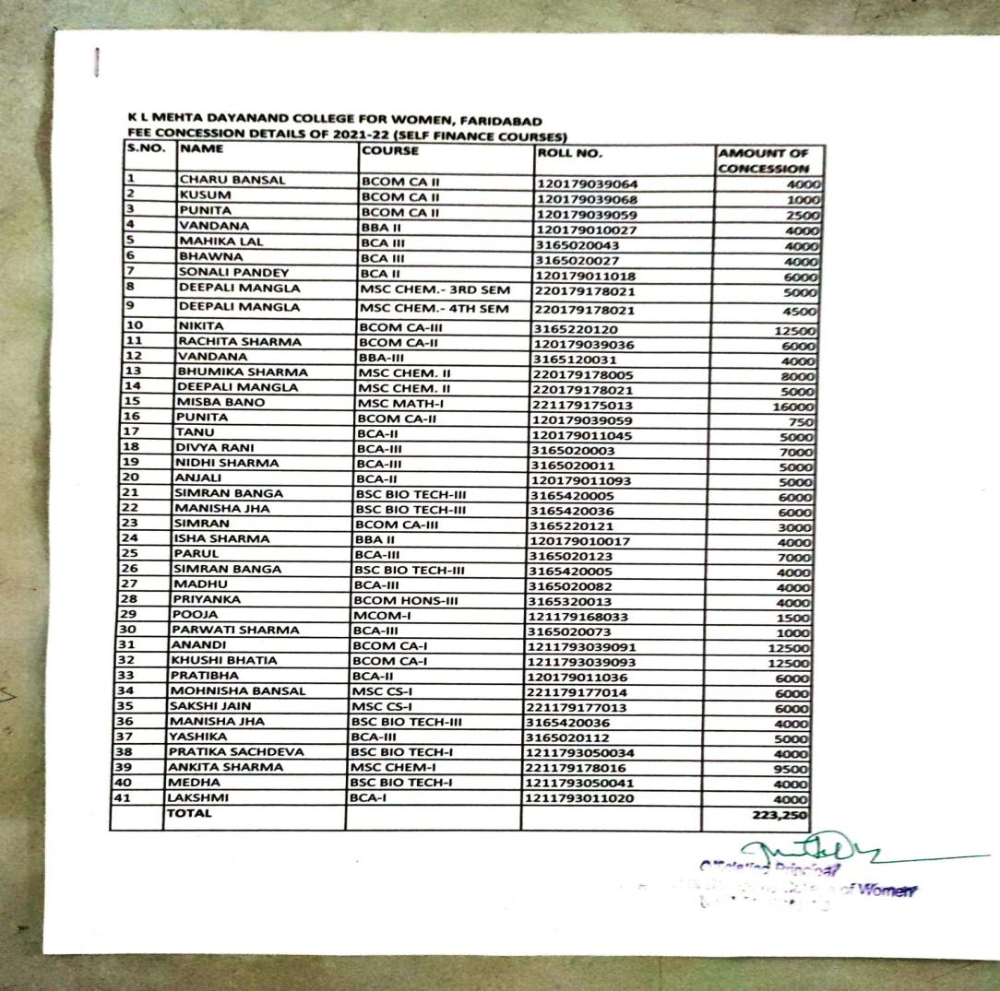 K L MEHTA DAYANAND COLLEGE FOR WOMEN, FARIDABAD
FEE CONCESSION DETAILS OF 2021-22 (SELF FINANCE COURSES)
S.NO. NAME COURSE ROLL NO. AMOUNT OF CONCESSION
1 CHARU BANSAL BCOM CA II 120179039064 4000
2 KUSUM BCOM CA II 120179039068 1000
3 PUNITA BCOM CA II 120179039059 2500
4 VANDANA BBA II 120179010027 4000
5 MAHIKA LAL BCA III 3165020043 4000
6 BHAWNA BCA III 3165020027 4000
7 SONALI PANDEY BCA II 120179011018 6000
8 DEEPALI MANGLA MSC CHEM.- 3RD SEM 220179178021 5000
9 DEEPALI MANGLA MSC CHEM.- 4TH SEM 220179178021 4500
10 NIKITA BCOM CA-III 3165220120 12500
11 RACHITA SHARMA BCOM CA-II 120179039036 6000
12 VANDANA BBA-III 3165120031 4000
13 BHUMIKA SHARMA MSC CHEM. II 220179178005 8000
14 DEEPALI MANGLA MSC CHEM. II 220179178021 5000
15 MISBA BANO MSC MATH-I 221179175013 16000
16 PUNITA BCOM CA-II 120179039059 750
17 TANU BCA-II 120179011045 5000
18 DIVYA RANI BCA-III 3165020003 7000
19 NIDHI SHARMA BCA-III 3165020011 5000
20 ANJALI BCA-II 120179011093 5000
21 SIMRAN BANGA BSC BIO TECH-III 3165420005 6000
22 MANISHA JHA BSC BIO TECH-III 3165420036 6000
23 SIMRAN BCOM CA-III 3165220121 3000
24 ISHA SHARMA BBA II 120179010017 4000
25 PARUL BCA-III 3165020123 7000
26 SIMRAN BANGA BSC BIO TECH-III 3165420005 4000
27 MADHU BCA-III 3165020082 4000
28 PRIYANKA BCOM HONS-III 3165320013 4000
29 POOJA MCOM-I 121179168033 1500
30 PARWATI SHARMA BCA-III 3165020073 1000
31 ANANDI BCOM CA-I 1211793039091 12500
32 KHUSHI BHATIA BCOM CA-I 1211793039093 12500
33 PRATIBHA BCA-II 120179011036 6000
34 MOHNISHA BANSAL MSC CS-I 221179177014 6000
35 SAKSHI JAIN MSC CS-I 221179177013 6000
36 MANISHA JHA BSC BIO TECH-III 3165420036 4000
37 YASHIKA BCA-III 3165020112 5000
38 PRATIKA SACHDEVA BSC BIO TECH-I 1211793050034 4000
39 ANKITA SHARMA MSC CHEM-I 221179178016 9500
40 MEDHA BSC BIO TECH-I 1211793050041 4000
41 LAKSHMI BCA-I 1211793011020 4000
TOTAL 223,250
Officiating Principal
of Women